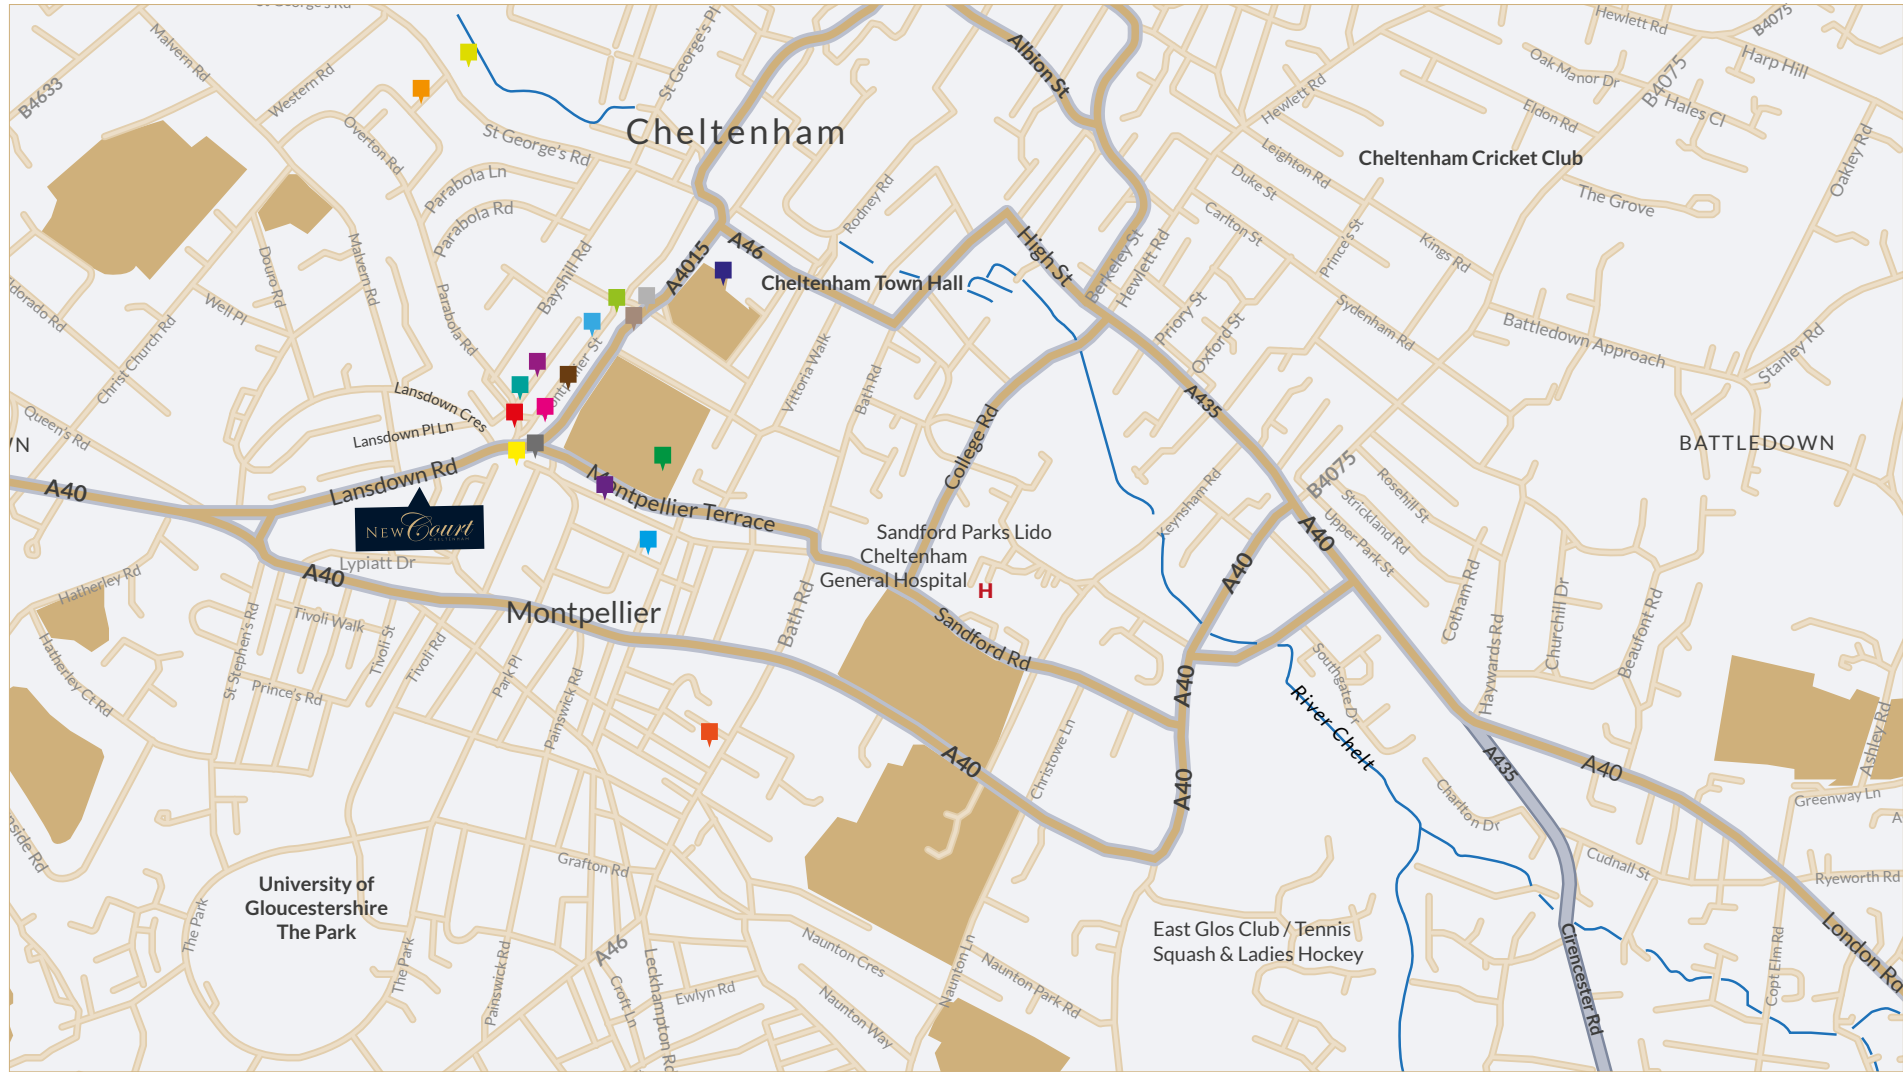 St George's Rd
Malvern Rd
Western Rd
B4633
St George's Pl
Albion St
Hewlett Rd
B4075
Oak Manor Dr
Harp Hill
B4075
Hales Cl
Eldon Rd
Hewlett Rd
Cheltenham
Overton Rd
St George's Rd
Leighton Rd
Cheltenham Cricket Club
Oakley Rd
Parabola Ln
Parabola Rd
Duke St
The Grove
Rodney Rd
Carlton St
Prince's St
Kings Rd
A46
A4015
High St
Berkeley St
Hewlett Rd
Douro Rd
Malvern Rd
Bayshill Rd
Cheltenham Town Hall
Well Pl
Christ Church Rd
Parabola Rd
Priory St
Oxford St
Sydenham Rd
Battledown Approach
Stanley Rd
Vittoria Walk
Bath Rd
Lansdown Cres
Lansdown Pl Ln
Queen's Rd
A435
College Rd
BATTLEDOWN
A40
Lansdown Rd
NEW Court
CHELTENHAM
Montpellier Terrace
Keynsham Rd
B4075
Rosehill St
Strickland Rd
Upper Park St
Sandford Parks Lido
Cheltenham
General Hospital
H
A40
A40
Lypiatt Dr
A40
Hatherley Rd
Montpellier
Tivoli Walk
Tivoli St
Tivoli Rd
St Stephen's Rd
Bath Rd
Sandford Rd
Cotham Rd
Haywards Rd
Churchill Dr
Beaufort Rd
Hatherley Ct Rd
Prince's Rd
Park Pl
Painswick Rd
A40
Southgate Dr
River Chelt
Christowe Ln
A40
A40
A435
A40
Ashley Rd
Greenway Ln
Charlton Dr
Cudnall St
Ryeworth Rd
Grafton Rd
University of
Gloucestershire
The Park
The Park
The Park
Painswick Rd
A46
Croft Ln
Leckhampton Rd
Ewlyn Rd
Naunton Cres
Naunton Way
Naunton Ln
Naunton Park Rd
East Glos Club / Tennis
Squash & Ladies Hockey
Cirencester Rd
Copt Elm Rd
London Rd